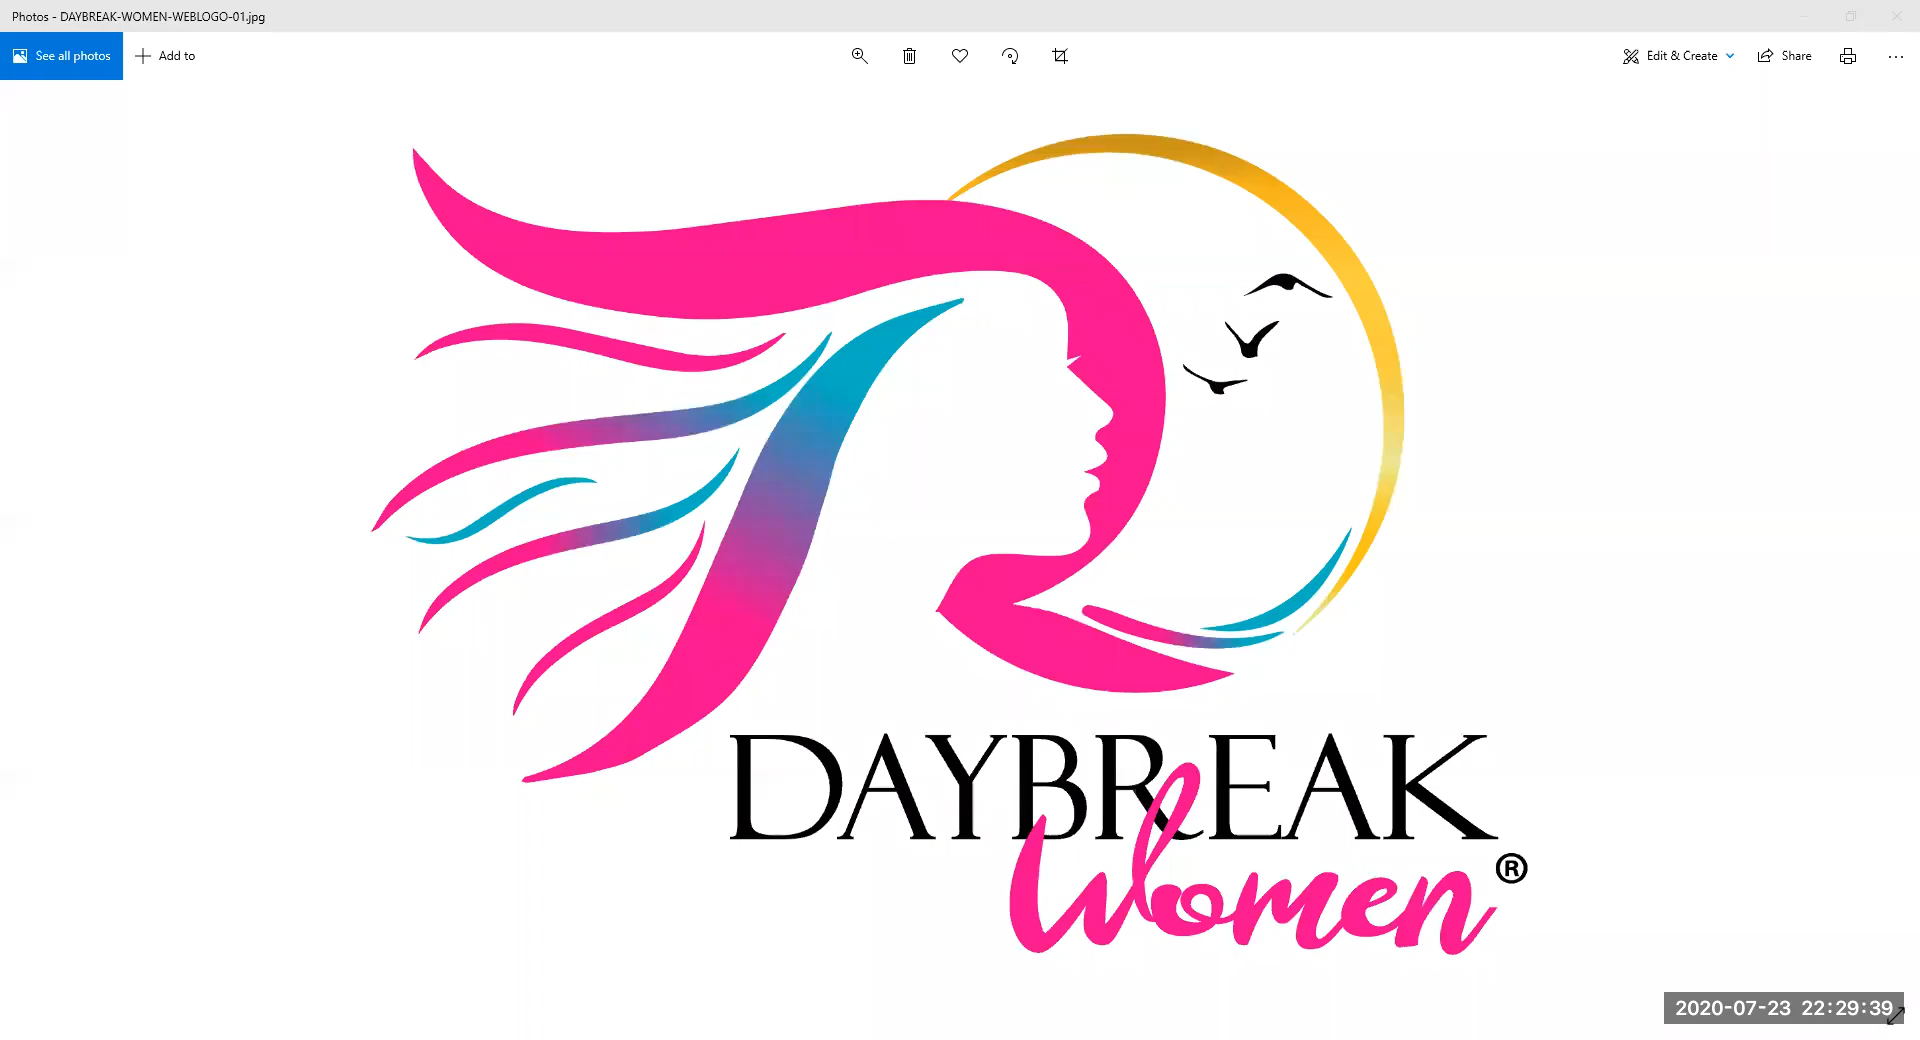 Photos - DAYBREAK-WOMEN-WEBLOGO-01.jpg
See all photos
Add to
Edit & Create
Share
DAYBREAK
Women®
2020-07-23 22:29:39